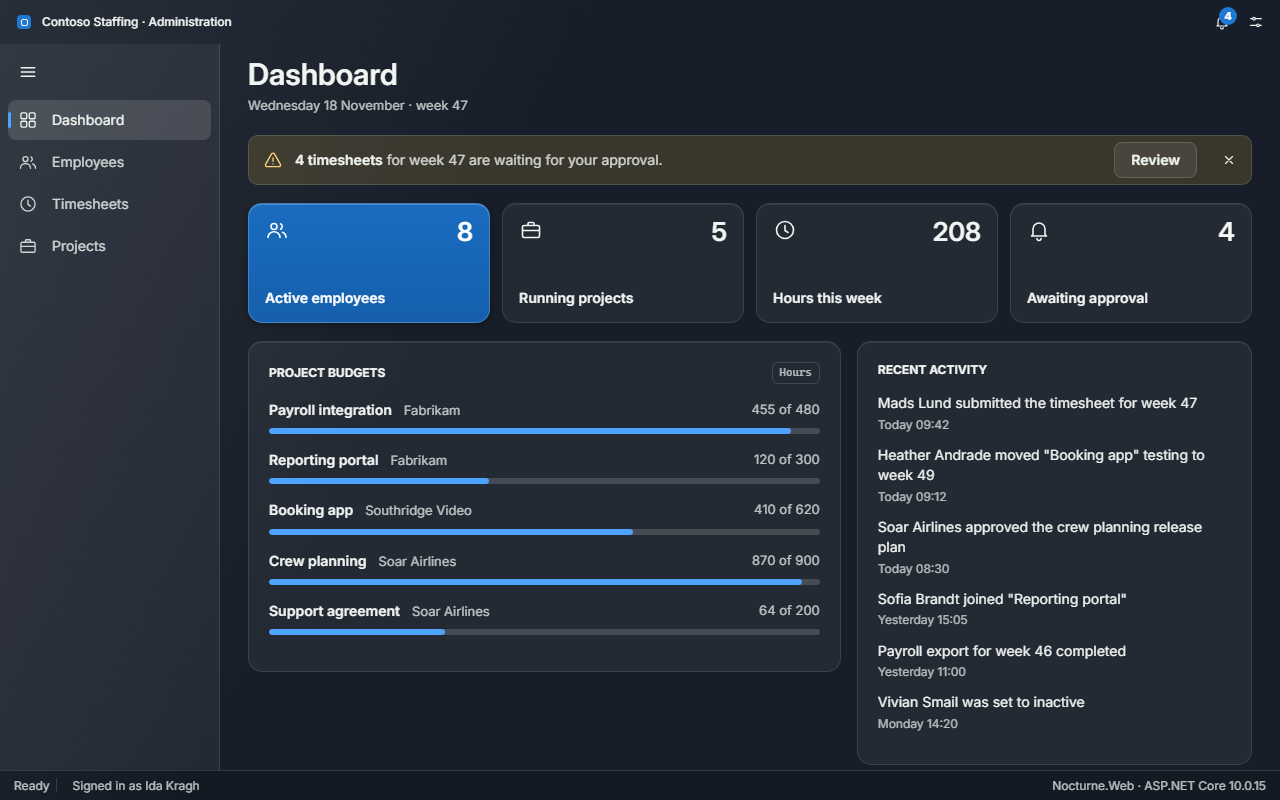 Contoso Staffing · Administration
4
Dashboard
Employees
Timesheets
Projects
Dashboard
Wednesday 18 November · week 47
4 timesheets for week 47 are waiting for your approval.
Review
8
Active employees
5
Running projects
208
Hours this week
4
Awaiting approval
PROJECT BUDGETS
Hours
Payroll integration Fabrikam 455 of 480
Reporting portal Fabrikam 120 of 300
Booking app Southridge Video 410 of 620
Crew planning Soar Airlines 870 of 900
Support agreement Soar Airlines 64 of 200
RECENT ACTIVITY
Mads Lund submitted the timesheet for week 47
Today 09:42
Heather Andrade moved "Booking app" testing to
week 49
Today 09:12
Soar Airlines approved the crew planning release
plan
Today 08:30
Sofia Brandt joined "Reporting portal"
Yesterday 15:05
Payroll export for week 46 completed
Yesterday 11:00
Vivian Smail was set to inactive
Monday 14:20
Ready
Signed in as Ida Kragh
Nocturne.Web · ASP.NET Core 10.0.15